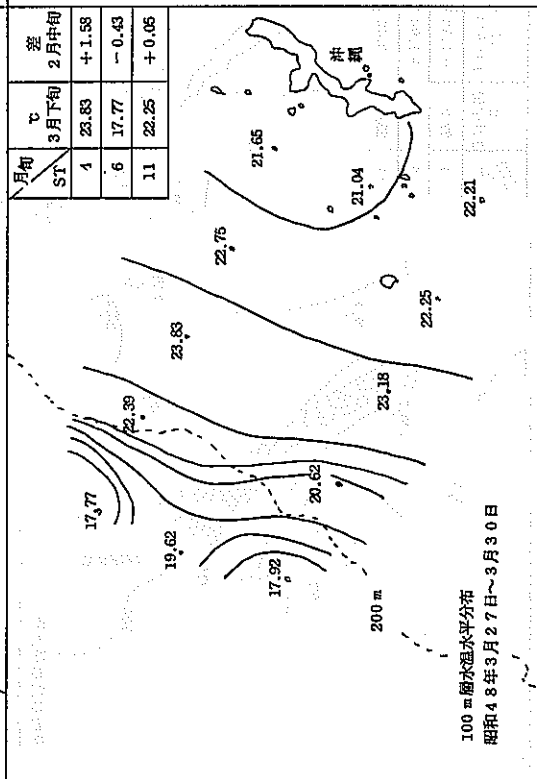 月旬 ST
℃ 3月下旬
差 2月中旬
4 23.83 +1.58
6 17.77 -0.43
11 22.25 +0.05
沖縄
21.65
21.04
22.21
22.75
22.25
23.83
23.18
22.39
20.62
17.77
19.62
17.92
200m
100m層水温水平分布
昭和48年3月27日~3月30日